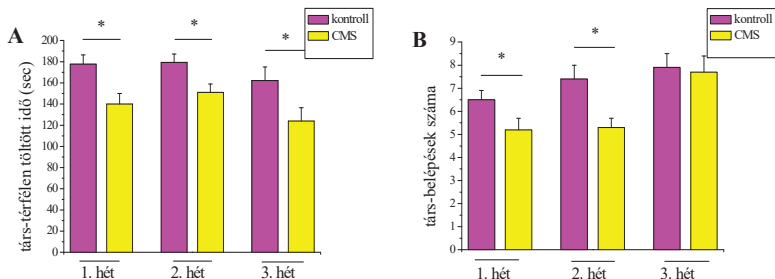 A
társ-térfélen töltött idő (sec)
200
180
160
140
120
100
80
60
40
20
0
*
*
*
kontroll
CMS
1. hét
2. hét
3. hét
B
társ-belépések száma
9
8
7
6
5
4
3
2
1
0
*
*
kontroll
CMS
1. hét
2. hét
3. hét